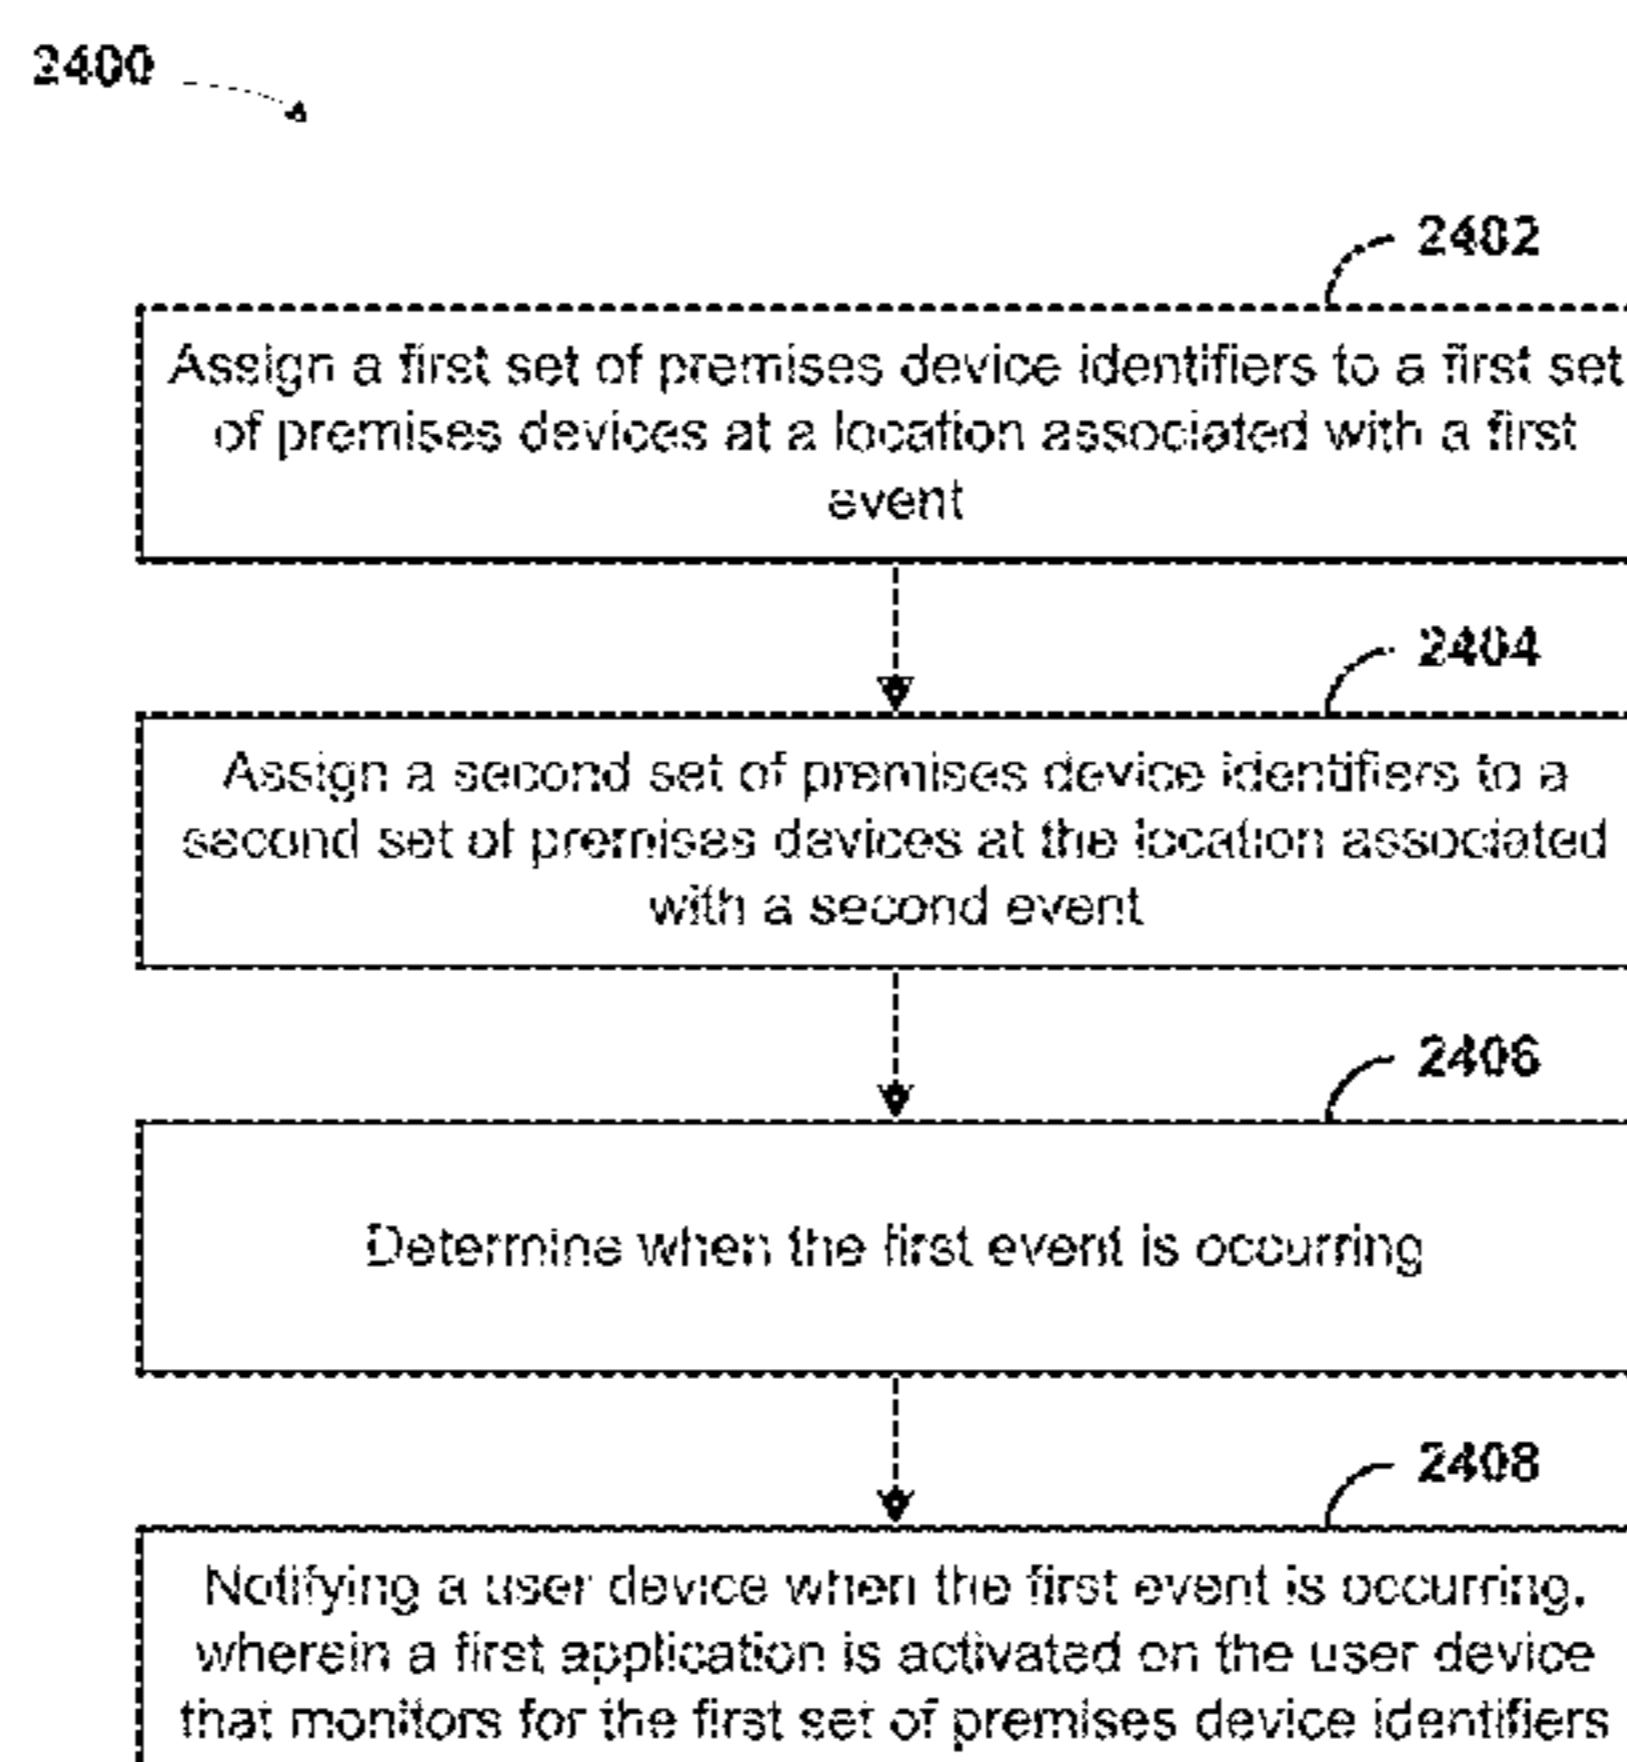 2400
2402
Assign a first set of premises device identifiers to a first set
of premises devices at a location associated with a first
event
2404
Assign a second set of premises device identifiers to a
second set of premises devices at the location associated
with a second event
2406
Determine when the first event is occurring
2408
Notifying a user device when the first event is occurring,
wherein a first application is activated on the user device
that monitors for the first set of premises device identifiers